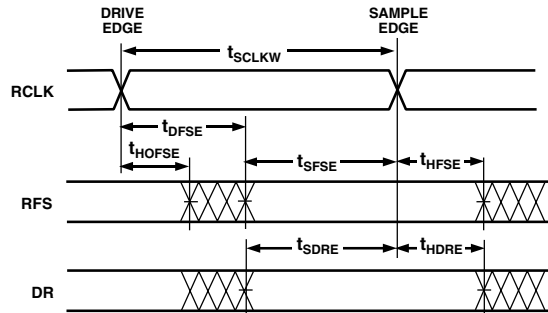 DRIVE EDGE
SAMPLE EDGE
tSCLKW
RCLK
tDFSE
tHOFSE
tSFSE
tHFSE
RFS
tSDRE
tHDRE
DR